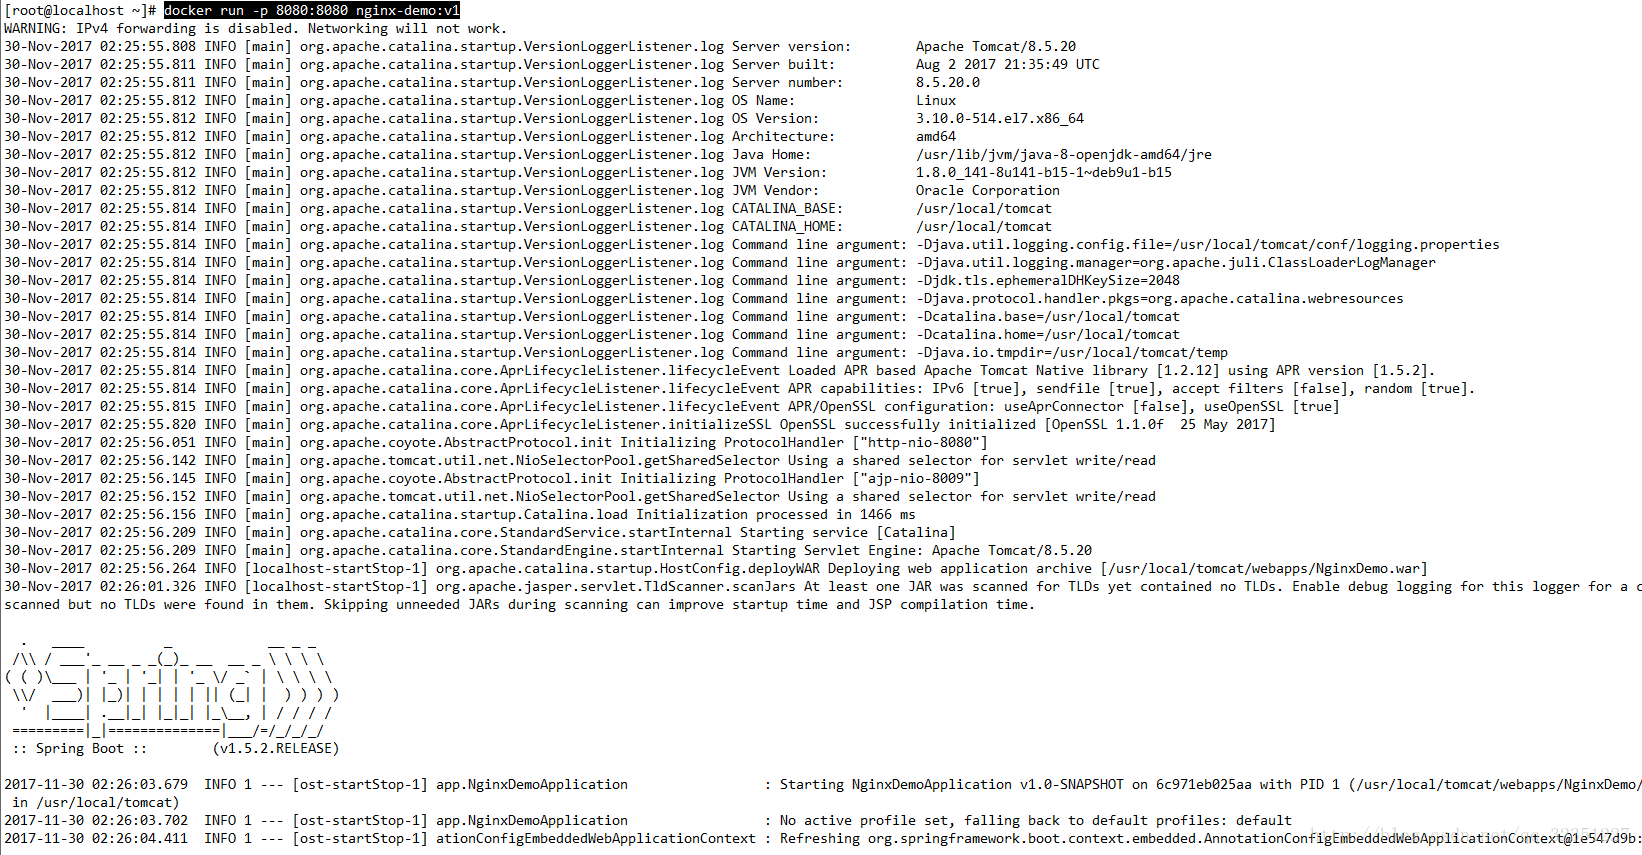 [root@localhost ~]# docker run -p 8080:8080 nginx-demo:v1
WARNING: IPv4 forwarding is disabled. Networking will not work.
30-Nov-2017 02:25:55.808 INFO [main] org.apache.catalina.startup.VersionLoggerListener.log Server version:        Apache Tomcat/8.5.20
30-Nov-2017 02:25:55.811 INFO [main] org.apache.catalina.startup.VersionLoggerListener.log Server built:          Aug 2 2017 21:35:49 UTC
30-Nov-2017 02:25:55.811 INFO [main] org.apache.catalina.startup.VersionLoggerListener.log Server number:         8.5.20.0
30-Nov-2017 02:25:55.812 INFO [main] org.apache.catalina.startup.VersionLoggerListener.log OS Name:               Linux
30-Nov-2017 02:25:55.812 INFO [main] org.apache.catalina.startup.VersionLoggerListener.log OS Version:            3.10.0-514.el7.x86_64
30-Nov-2017 02:25:55.812 INFO [main] org.apache.catalina.startup.VersionLoggerListener.log Architecture:          amd64
30-Nov-2017 02:25:55.812 INFO [main] org.apache.catalina.startup.VersionLoggerListener.log Java Home:             /usr/lib/jvm/java-8-openjdk-amd64/jre
30-Nov-2017 02:25:55.812 INFO [main] org.apache.catalina.startup.VersionLoggerListener.log JVM Version:           1.8.0_141-8u141-b15-1~deb9u1-b15
30-Nov-2017 02:25:55.812 INFO [main] org.apache.catalina.startup.VersionLoggerListener.log JVM Vendor:            Oracle Corporation
30-Nov-2017 02:25:55.814 INFO [main] org.apache.catalina.startup.VersionLoggerListener.log CATALINA_BASE:         /usr/local/tomcat
30-Nov-2017 02:25:55.814 INFO [main] org.apache.catalina.startup.VersionLoggerListener.log CATALINA_HOME:         /usr/local/tomcat
30-Nov-2017 02:25:55.814 INFO [main] org.apache.catalina.startup.VersionLoggerListener.log Command line argument: -Djava.util.logging.config.file=/usr/local/tomcat/conf/logging.properties
30-Nov-2017 02:25:55.814 INFO [main] org.apache.catalina.startup.VersionLoggerListener.log Command line argument: -Djava.util.logging.manager=org.apache.juli.ClassLoaderLogManager
30-Nov-2017 02:25:55.814 INFO [main] org.apache.catalina.startup.VersionLoggerListener.log Command line argument: -Djdk.tls.ephemeralDHKeySize=2048
30-Nov-2017 02:25:55.814 INFO [main] org.apache.catalina.startup.VersionLoggerListener.log Command line argument: -Djava.protocol.handler.pkgs=org.apache.catalina.webresources
30-Nov-2017 02:25:55.814 INFO [main] org.apache.catalina.startup.VersionLoggerListener.log Command line argument: -Dcatalina.base=/usr/local/tomcat
30-Nov-2017 02:25:55.814 INFO [main] org.apache.catalina.startup.VersionLoggerListener.log Command line argument: -Dcatalina.home=/usr/local/tomcat
30-Nov-2017 02:25:55.814 INFO [main] org.apache.catalina.startup.VersionLoggerListener.log Command line argument: -Djava.io.tmpdir=/usr/local/tomcat/temp
30-Nov-2017 02:25:55.814 INFO [main] org.apache.catalina.core.AprLifecycleListener.lifecycleEvent Loaded APR based Apache Tomcat Native library [1.2.12] using APR version [1.5.2].
30-Nov-2017 02:25:55.814 INFO [main] org.apache.catalina.core.AprLifecycleListener.lifecycleEvent APR capabilities: IPv6 [true], sendfile [true], accept filters [false], random [true].
30-Nov-2017 02:25:55.815 INFO [main] org.apache.catalina.core.AprLifecycleListener.lifecycleEvent APR/OpenSSL configuration: useAprConnector [false], useOpenSSL [true]
30-Nov-2017 02:25:55.820 INFO [main] org.apache.catalina.core.AprLifecycleListener.initializeSSL OpenSSL successfully initialized [OpenSSL 1.1.0f  25 May 2017]
30-Nov-2017 02:25:56.051 INFO [main] org.apache.coyote.AbstractProtocol.init Initializing ProtocolHandler ["http-nio-8080"]
30-Nov-2017 02:25:56.142 INFO [main] org.apache.tomcat.util.net.NioSelectorPool.getSharedSelector Using a shared selector for servlet write/read
30-Nov-2017 02:25:56.145 INFO [main] org.apache.coyote.AbstractProtocol.init Initializing ProtocolHandler ["ajp-nio-8009"]
30-Nov-2017 02:25:56.152 INFO [main] org.apache.tomcat.util.net.NioSelectorPool.getSharedSelector Using a shared selector for servlet write/read
30-Nov-2017 02:25:56.156 INFO [main] org.apache.catalina.startup.Catalina.load Initialization processed in 1466 ms
30-Nov-2017 02:25:56.209 INFO [main] org.apache.catalina.core.StandardService.startInternal Starting service [Catalina]
30-Nov-2017 02:25:56.209 INFO [main] org.apache.catalina.core.StandardEngine.startInternal Starting Servlet Engine: Apache Tomcat/8.5.20
30-Nov-2017 02:25:56.264 INFO [localhost-startStop-1] org.apache.catalina.startup.HostConfig.deployWAR Deploying web application archive [/usr/local/tomcat/webapps/NginxDemo.war]
30-Nov-2017 02:26:01.326 INFO [localhost-startStop-1] org.apache.jasper.servlet.TldScanner.scanJars At least one JAR was scanned for TLDs yet contained no TLDs. Enable debug logging for this logger for a c
scanned but no TLDs were found in them. Skipping unneeded JARs during scanning can improve startup time and JSP compilation time.
  .   ____          _            __ _ _
 /\\ / ___'_ __ _ _(_)_ __  __ _ \ \ \ \
( ( )\___ | '_ | '_| | '_ \/ _` | \ \ \ \
 \\/  ___)| |_)| | | | | || (_| |  ) ) ) )
  '  |____| .__|_| |_|_| |_\__, | / / / /
 =========|_|==============|___/=/_/_/_/
 :: Spring Boot ::        (v1.5.2.RELEASE)
2017-11-30 02:26:03.679  INFO 1 --- [ost-startStop-1] app.NginxDemoApplication                 : Starting NginxDemoApplication v1.0-SNAPSHOT on 6c971eb025aa with PID 1 (/usr/local/tomcat/webapps/NginxDemo/
 in /usr/local/tomcat)
2017-11-30 02:26:03.702  INFO 1 --- [ost-startStop-1] app.NginxDemoApplication                 : No active profile set, falling back to default profiles: default
2017-11-30 02:26:04.411  INFO 1 --- [ost-startStop-1] ationConfigEmbeddedWebApplicationContext : Refreshing org.springframework.boot.context.embedded.AnnotationConfigEmbeddedWebApplicationContext@1e547d9b: